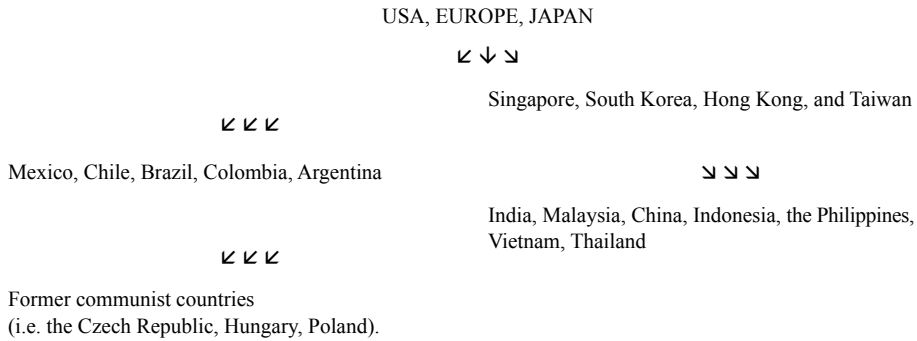 USA, EUROPE, JAPAN
↙ ↓ ↘
Singapore, South Korea, Hong Kong, and Taiwan
↙ ↙ ↙
Mexico, Chile, Brazil, Colombia, Argentina
↘ ↘ ↘
India, Malaysia, China, Indonesia, the Philippines,
Vietnam, Thailand
↙ ↙ ↙
Former communist countries
(i.e. the Czech Republic, Hungary, Poland).